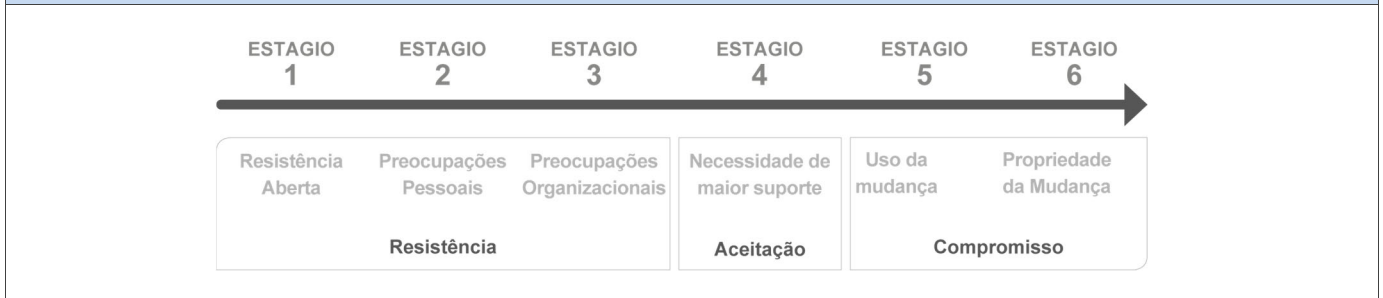 ESTAGIO ESTAGIO ESTAGIO ESTAGIO ESTAGIO ESTAGIO
1 2 3 4 5 6
Resistência Preocupações Preocupações Necessidade de Uso da Propriedade
Aberta Pessoais Organizacionais maior suporte mudança da Mudança
Resistência Aceitação Compromisso